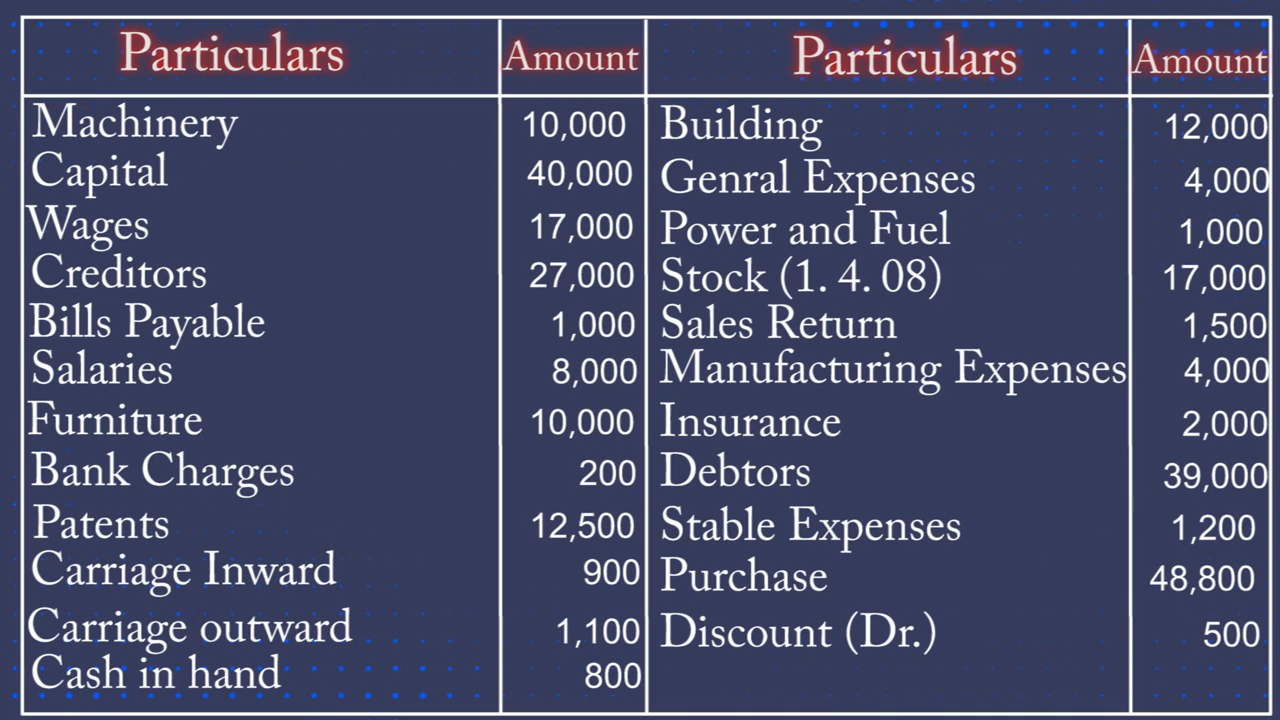 Particulars Amount Particulars Amount
Machinery 10,000 Building 12,000
Capital 40,000 Genral Expenses 4,000
Wages 17,000 Power and Fuel 1,000
Creditors 27,000 Stock (1. 4. 08) 17,000
Bills Payable 1,000 Sales Return 1,500
Salaries 8,000 Manufacturing Expenses 4,000
Furniture 10,000 Insurance 2,000
Bank Charges 200 Debtors 39,000
Patents 12,500 Stable Expenses 1,200
Carriage Inward 900 Purchase 48,800
Carriage outward 1,100 Discount (Dr.) 500
Cash in hand 800